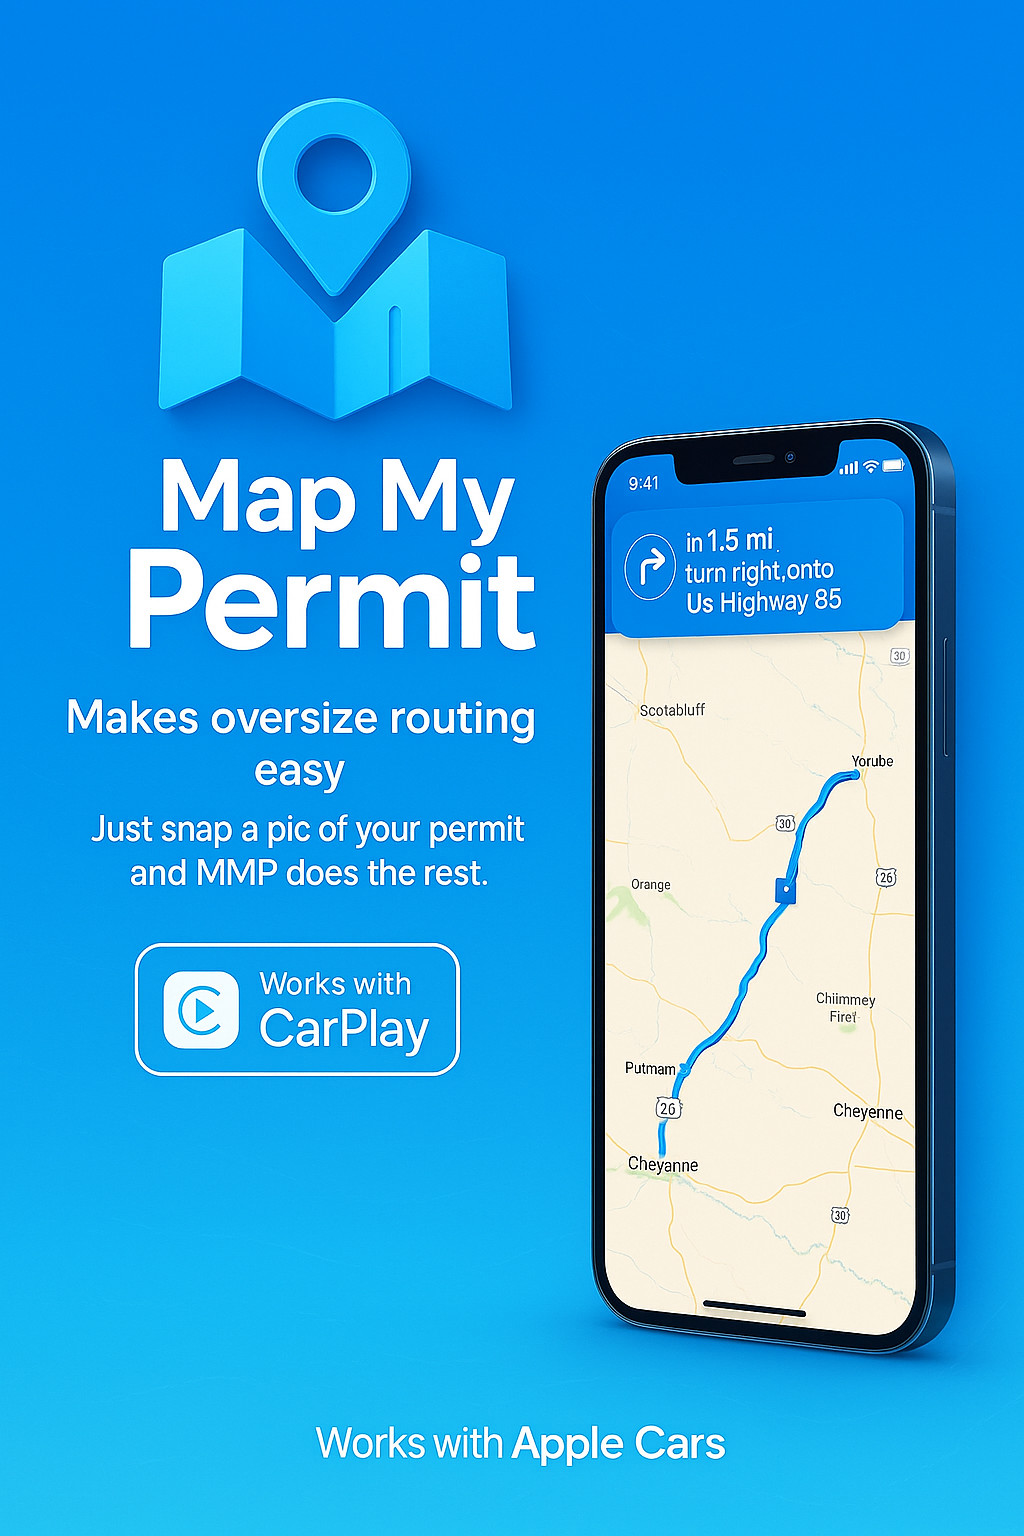 Map My
Permit
Makes oversize routing
easy
Just snap a pic of your permit
and MMP does the rest.
Works with
CarPlay
9:41
in 1.5 mi.
turn right,onto
Us Highway 85
30
Scotabluff
Yorube
30
26
Orange
Chiimmey
Firet
Putmam
26
Cheyenne
Cheyanne
30
Works with Apple Cars